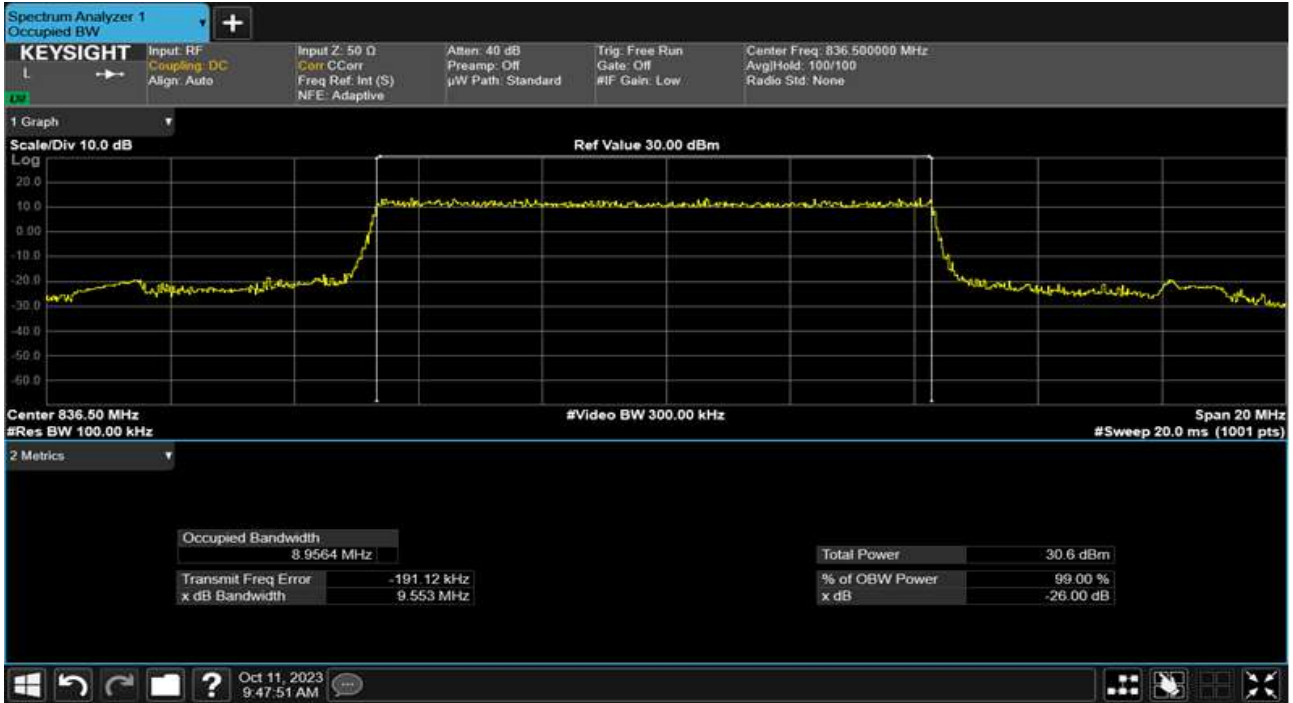 Spectrum Analyzer 1
Occupied BW
KEYSIGHT
L
Input: RF
Coupling: DC
Align: Auto
Input Z: 50 Ω
Corr CCorr
Freq Ref: Int (S)
NFE: Adaptive
Atten: 40 dB
Preamp: Off
µW Path: Standard
Trig: Free Run
Gate: Off
#IF Gain: Low
Center Freq: 836.500000 MHz
Avg|Hold: 100/100
Radio Std: None
1 Graph
Scale/Div 10.0 dB
Ref Value 30.00 dBm
Log
20.0
10.0
0.00
-10.0
-20.0
-30.0
-40.0
-50.0
-60.0
Center 836.50 MHz
#Video BW 300.00 kHz
Span 20 MHz
#Res BW 100.00 kHz
#Sweep 20.0 ms (1001 pts)
2 Metrics
Occupied Bandwidth
8.9564 MHz
Total Power 30.6 dBm
Transmit Freq Error -191.12 kHz
% of OBW Power 99.00 %
x dB Bandwidth 9.553 MHz
x dB -26.00 dB
Oct 11, 2023
9:47:51 AM